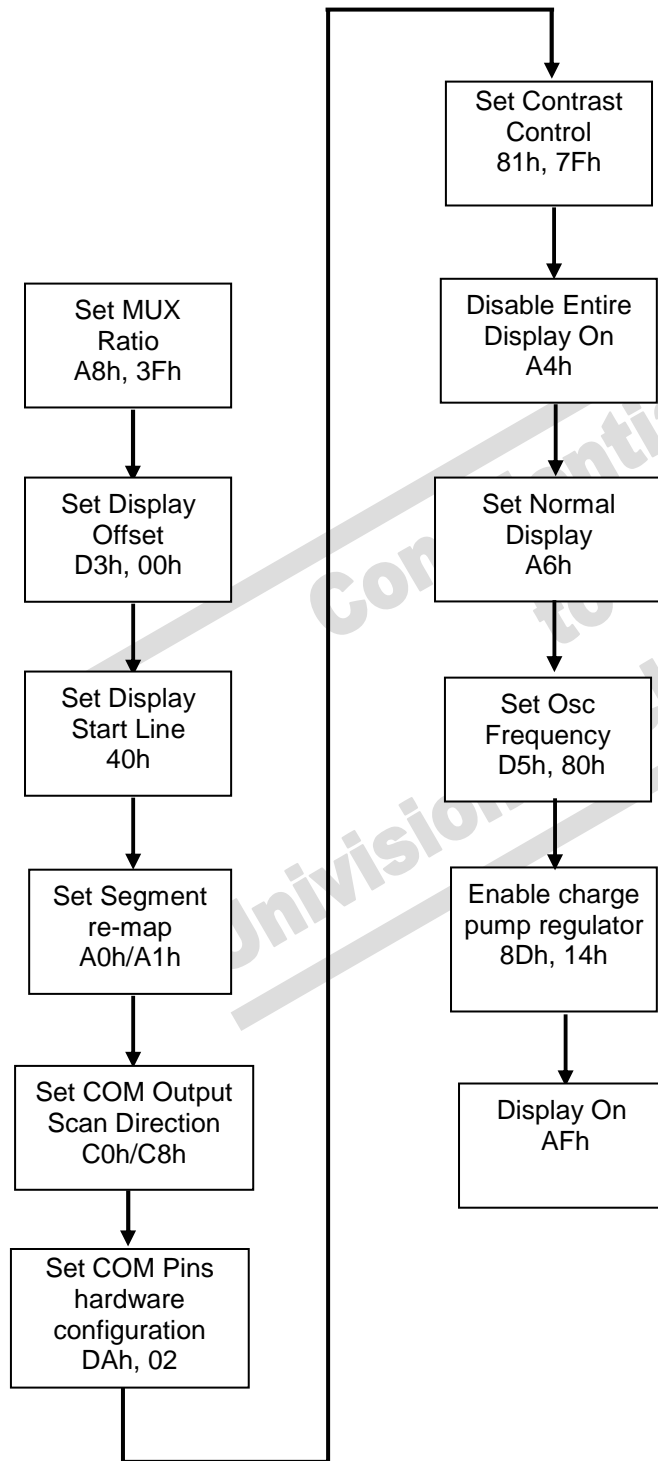 Set MUX
Ratio
A8h, 3Fh
Set Display
Offset
D3h, 00h
Set Display
Start Line
40h
Set Segment
re-map
A0h/A1h
Set COM Output
Scan Direction
C0h/C8h
Set COM Pins
hardware
configuration
DAh, 02
Set Contrast
Control
81h, 7Fh
Disable Entire
Display On
A4h
Set Normal
Display
A6h
Set Osc
Frequency
D5h, 80h
Enable charge
pump regulator
8Dh, 14h
Display On
AFh
to